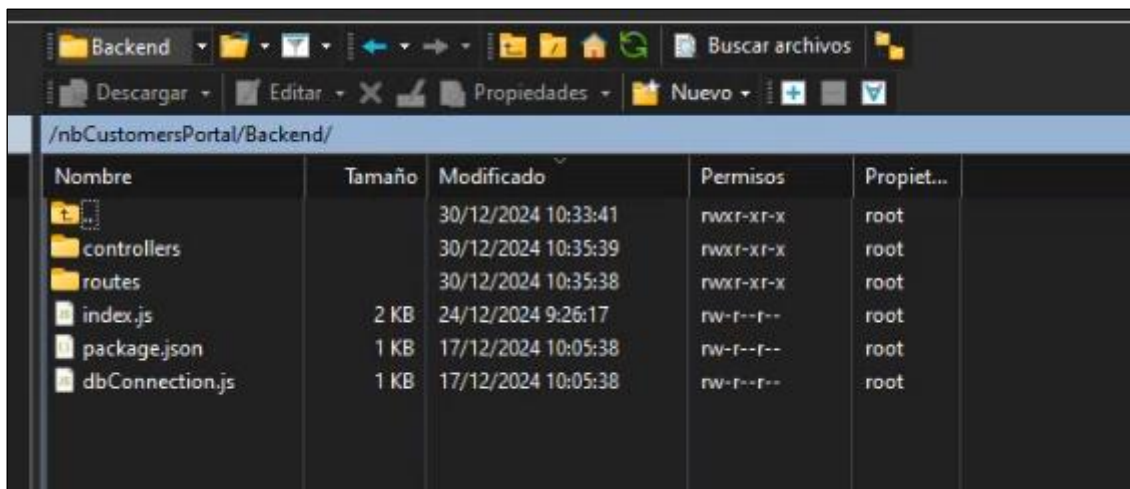 Backend Buscar archivos
Descargar Editar Propiedades Nuevo
/nbCustomersPortal/Backend/
Nombre Tamaño Modificado Permisos Propiet...
.. 30/12/2024 10:33:41 rwxr-xr-x root
controllers 30/12/2024 10:35:39 rwxr-xr-x root
routes 30/12/2024 10:35:38 rwxr-xr-x root
index.js 2 KB 24/12/2024 9:26:17 rw-r--r-- root
package.json 1 KB 17/12/2024 10:05:38 rw-r--r-- root
dbConnection.js 1 KB 17/12/2024 10:05:38 rw-r--r-- root